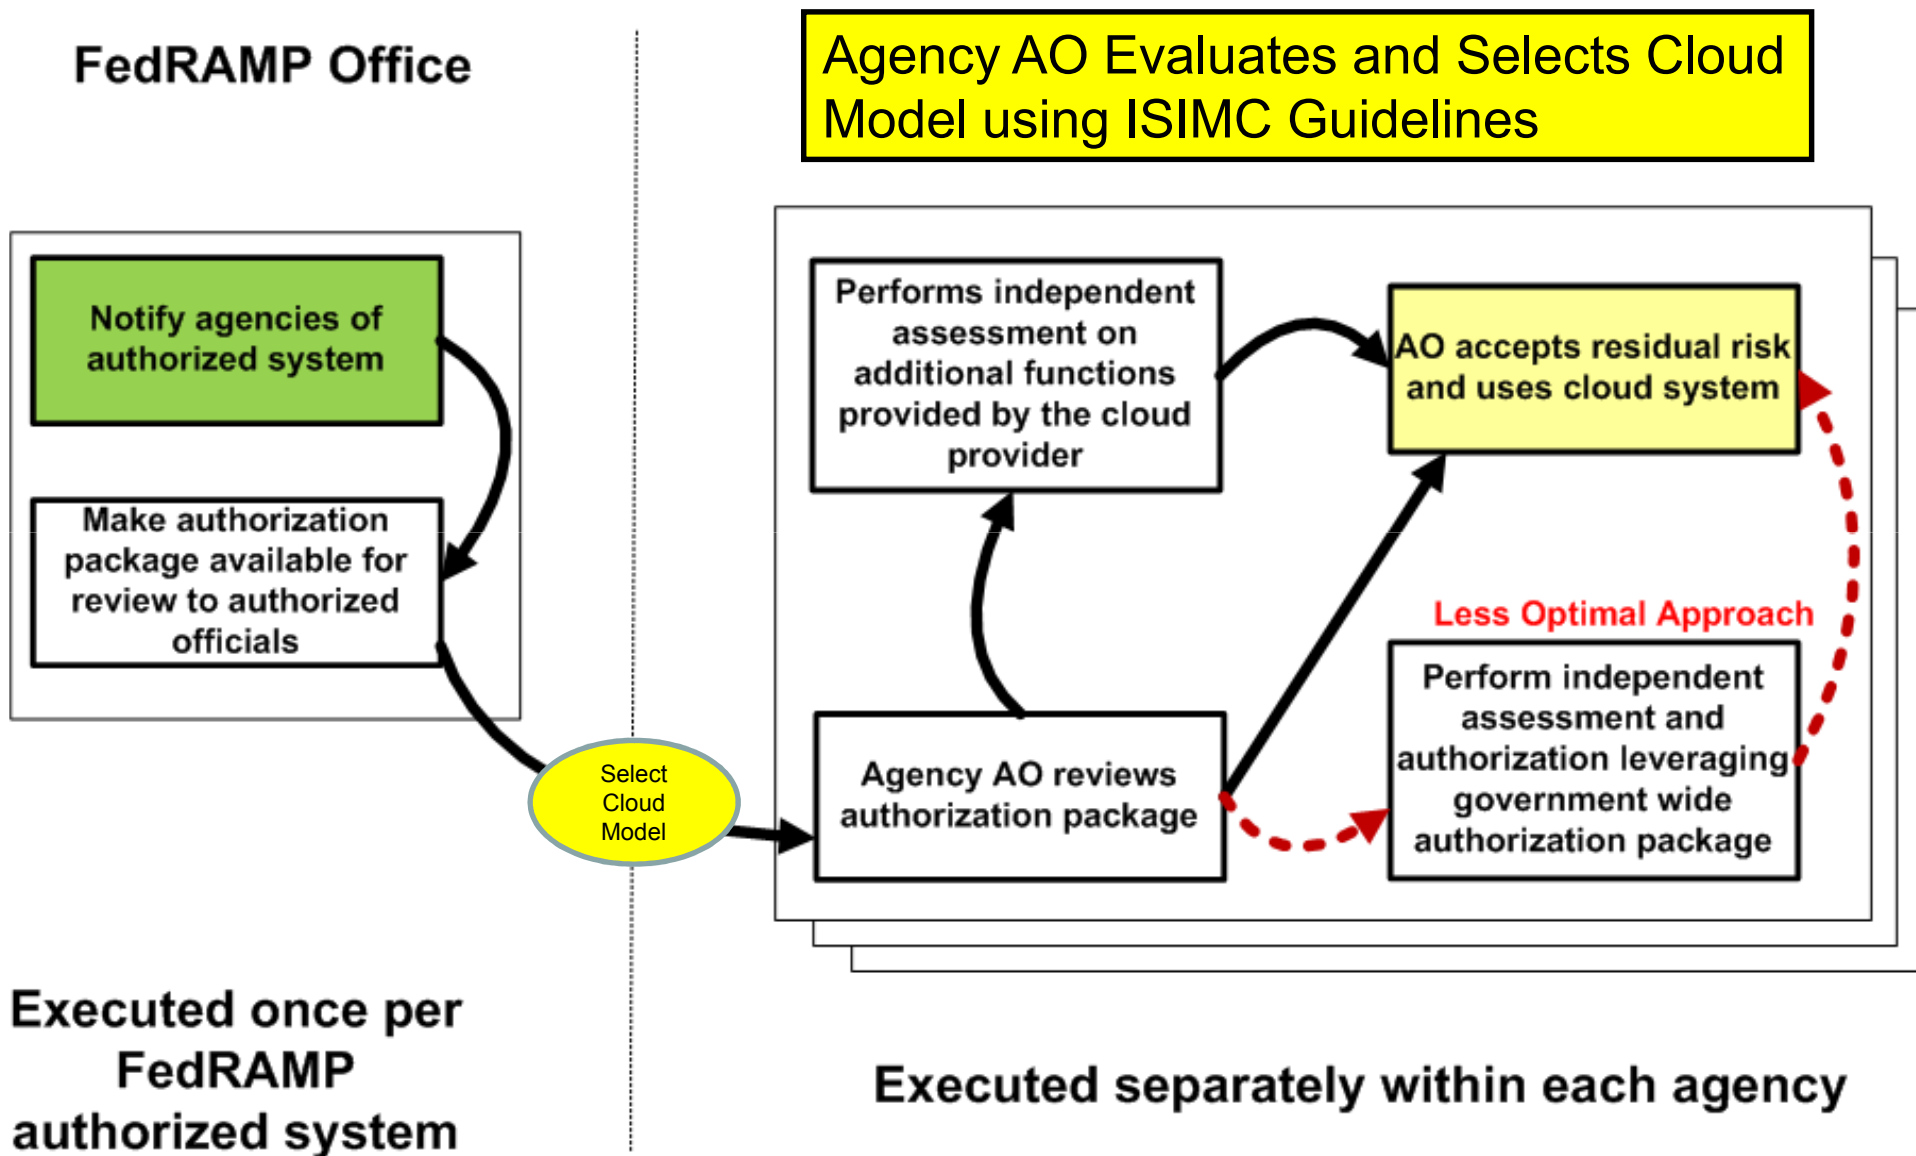 FedRAMP Office
Agency AO Evaluates and Selects Cloud
Model using ISIMC Guidelines
Notify agencies of
authorized system
Make authorization
package available for
review to authorized
officials
Select
Cloud
Model
Performs independent
assessment on
additional functions
provided by the cloud
provider
AO accepts residual risk
and uses cloud system
Less Optimal Approach
Agency AO reviews
authorization package
Perform independent
assessment and
authorization leveraging
government wide
authorization package
Executed once per
FedRAMP
authorized system
Executed separately within each agency